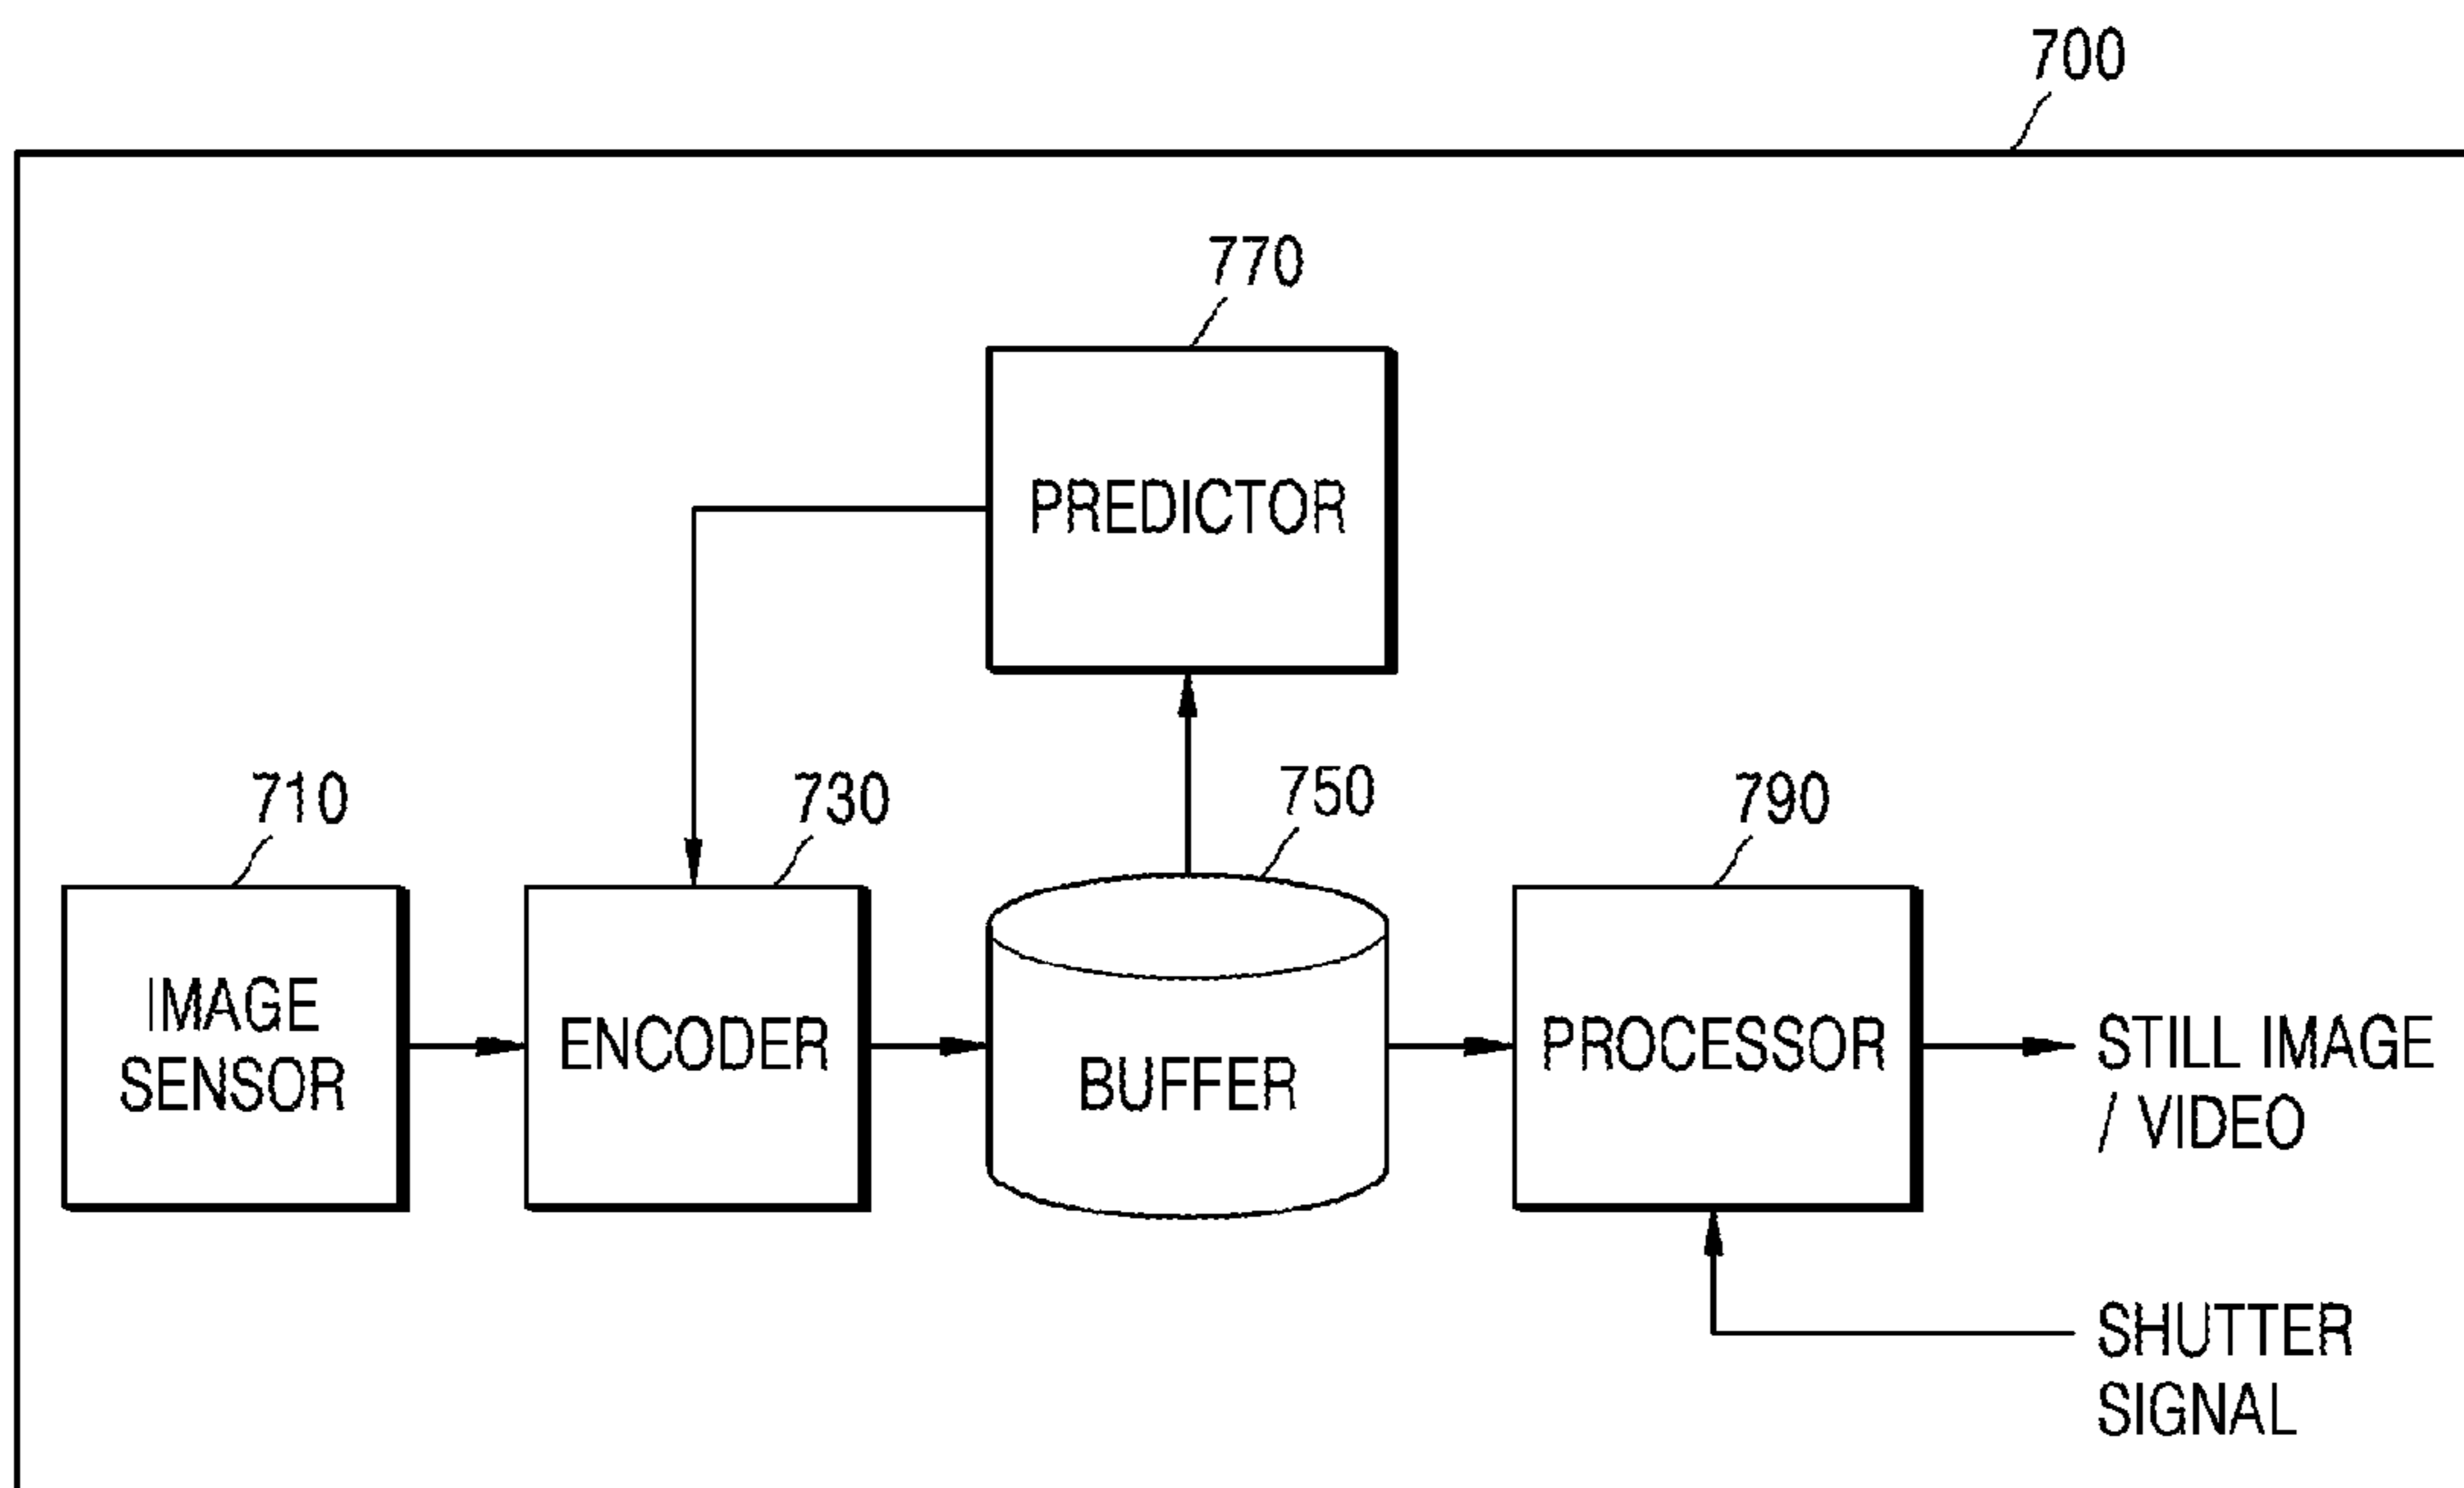 700
770
PREDICTOR
710
730
750
790
IMAGE
SENSOR
ENCODER
BUFFER
PROCESSOR
STILL IMAGE
/ VIDEO
SHUTTER
SIGNAL